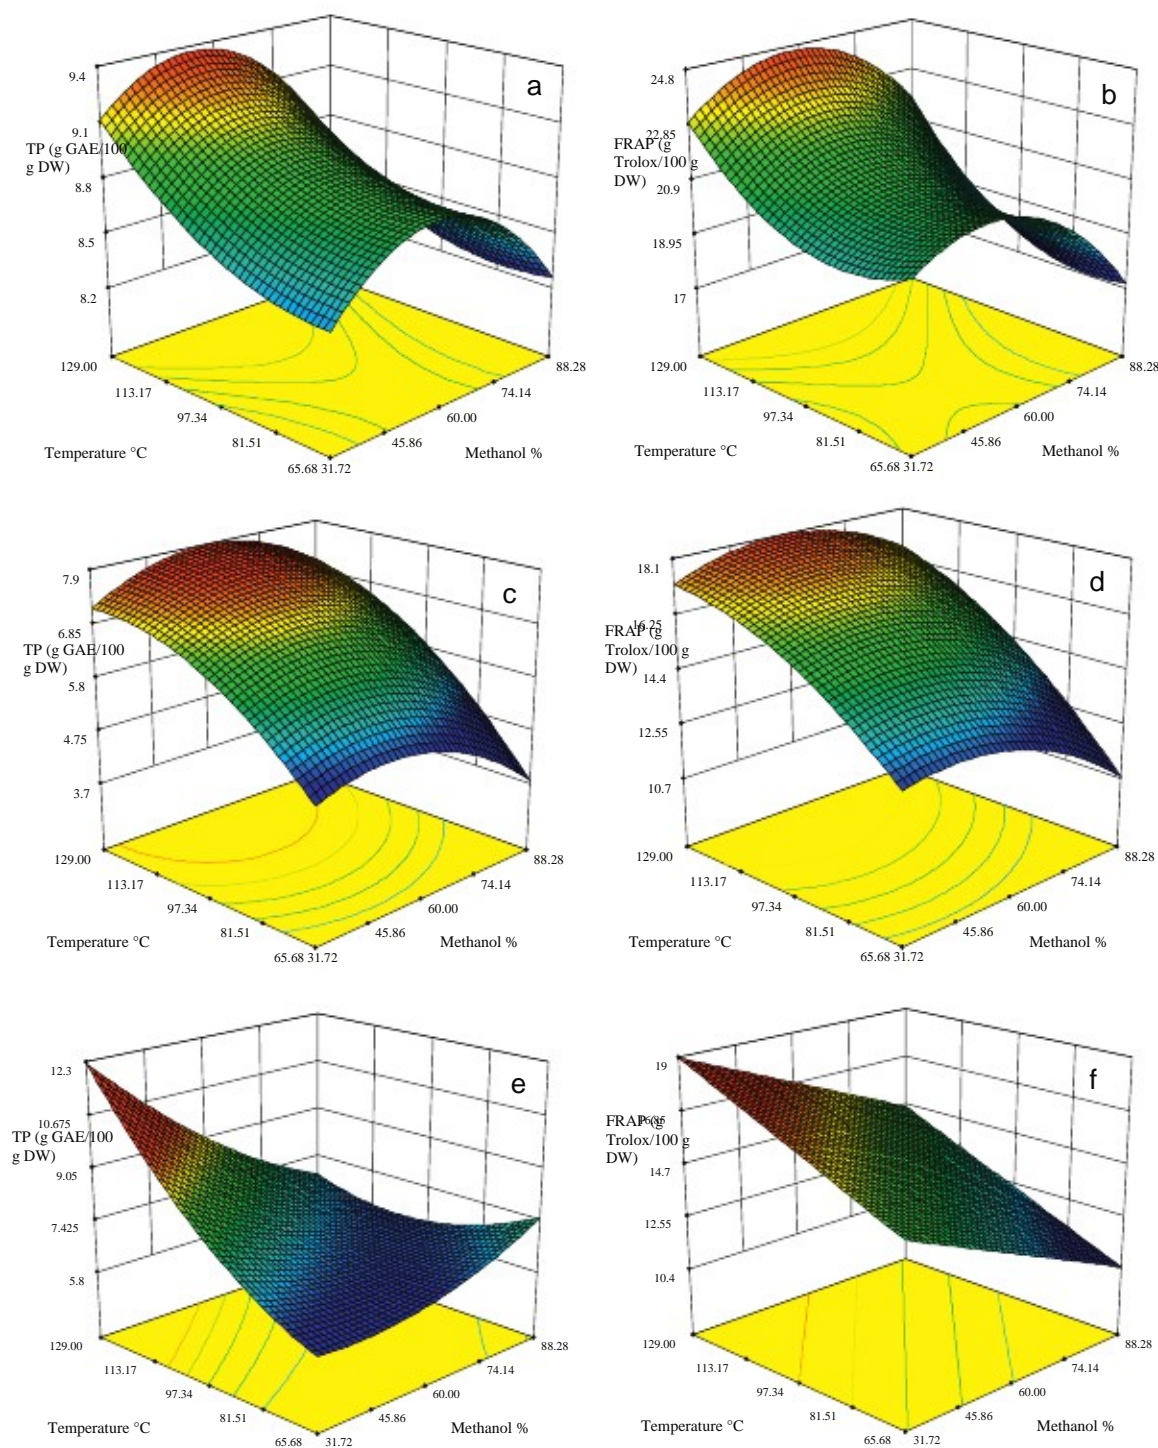 a
9.4
9.1
TP (g GAE/100
g DW)
8.8
8.5
8.2
129.00
113.17
97.34
81.51
65.68
31.72
45.86
60.00
74.14
88.28
Temperature °C
Methanol %
b
24.8
22.85
FRAP (g
Trolox/100 g
DW)
20.9
18.95
17
129.00
113.17
97.34
81.51
65.68
31.72
45.86
60.00
74.14
88.28
Temperature °C
Methanol %
c
7.9
6.85
TP (g GAE/100
g DW)
5.8
4.75
3.7
129.00
113.17
97.34
81.51
65.68
31.72
45.86
60.00
74.14
88.28
Temperature °C
Methanol %
d
18.1
16.25
FRAP (g
Trolox/100 g
DW)
14.4
12.55
10.7
129.00
113.17
97.34
81.51
65.68
31.72
45.86
60.00
74.14
88.28
Temperature °C
Methanol %
e
12.3
10.675
TP (g GAE/100
g DW)
9.05
7.425
5.8
129.00
113.17
97.34
81.51
65.68
31.72
45.86
60.00
74.14
88.28
Temperature °C
Methanol %
f
19
FRAP (g
Trolox/100 g
DW)
14.7
12.55
10.4
129.00
113.17
97.34
81.51
65.68
31.72
45.86
60.00
74.14
88.28
Temperature °C
Methanol %